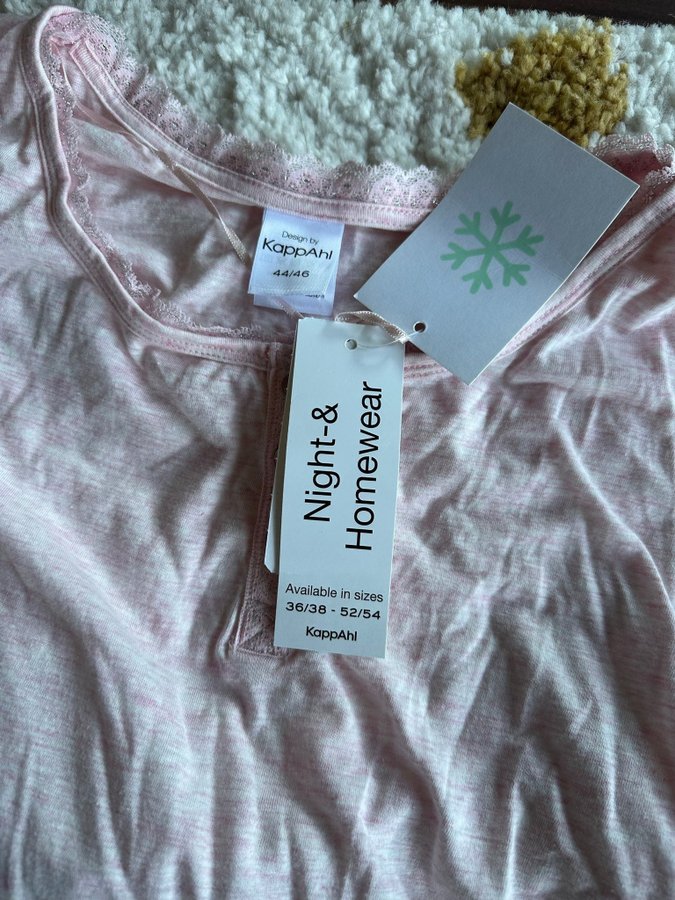 Design by
KappAhl
44/46
Night-&
Homewear
Available in sizes
36/38 - 52/54
KappAhl